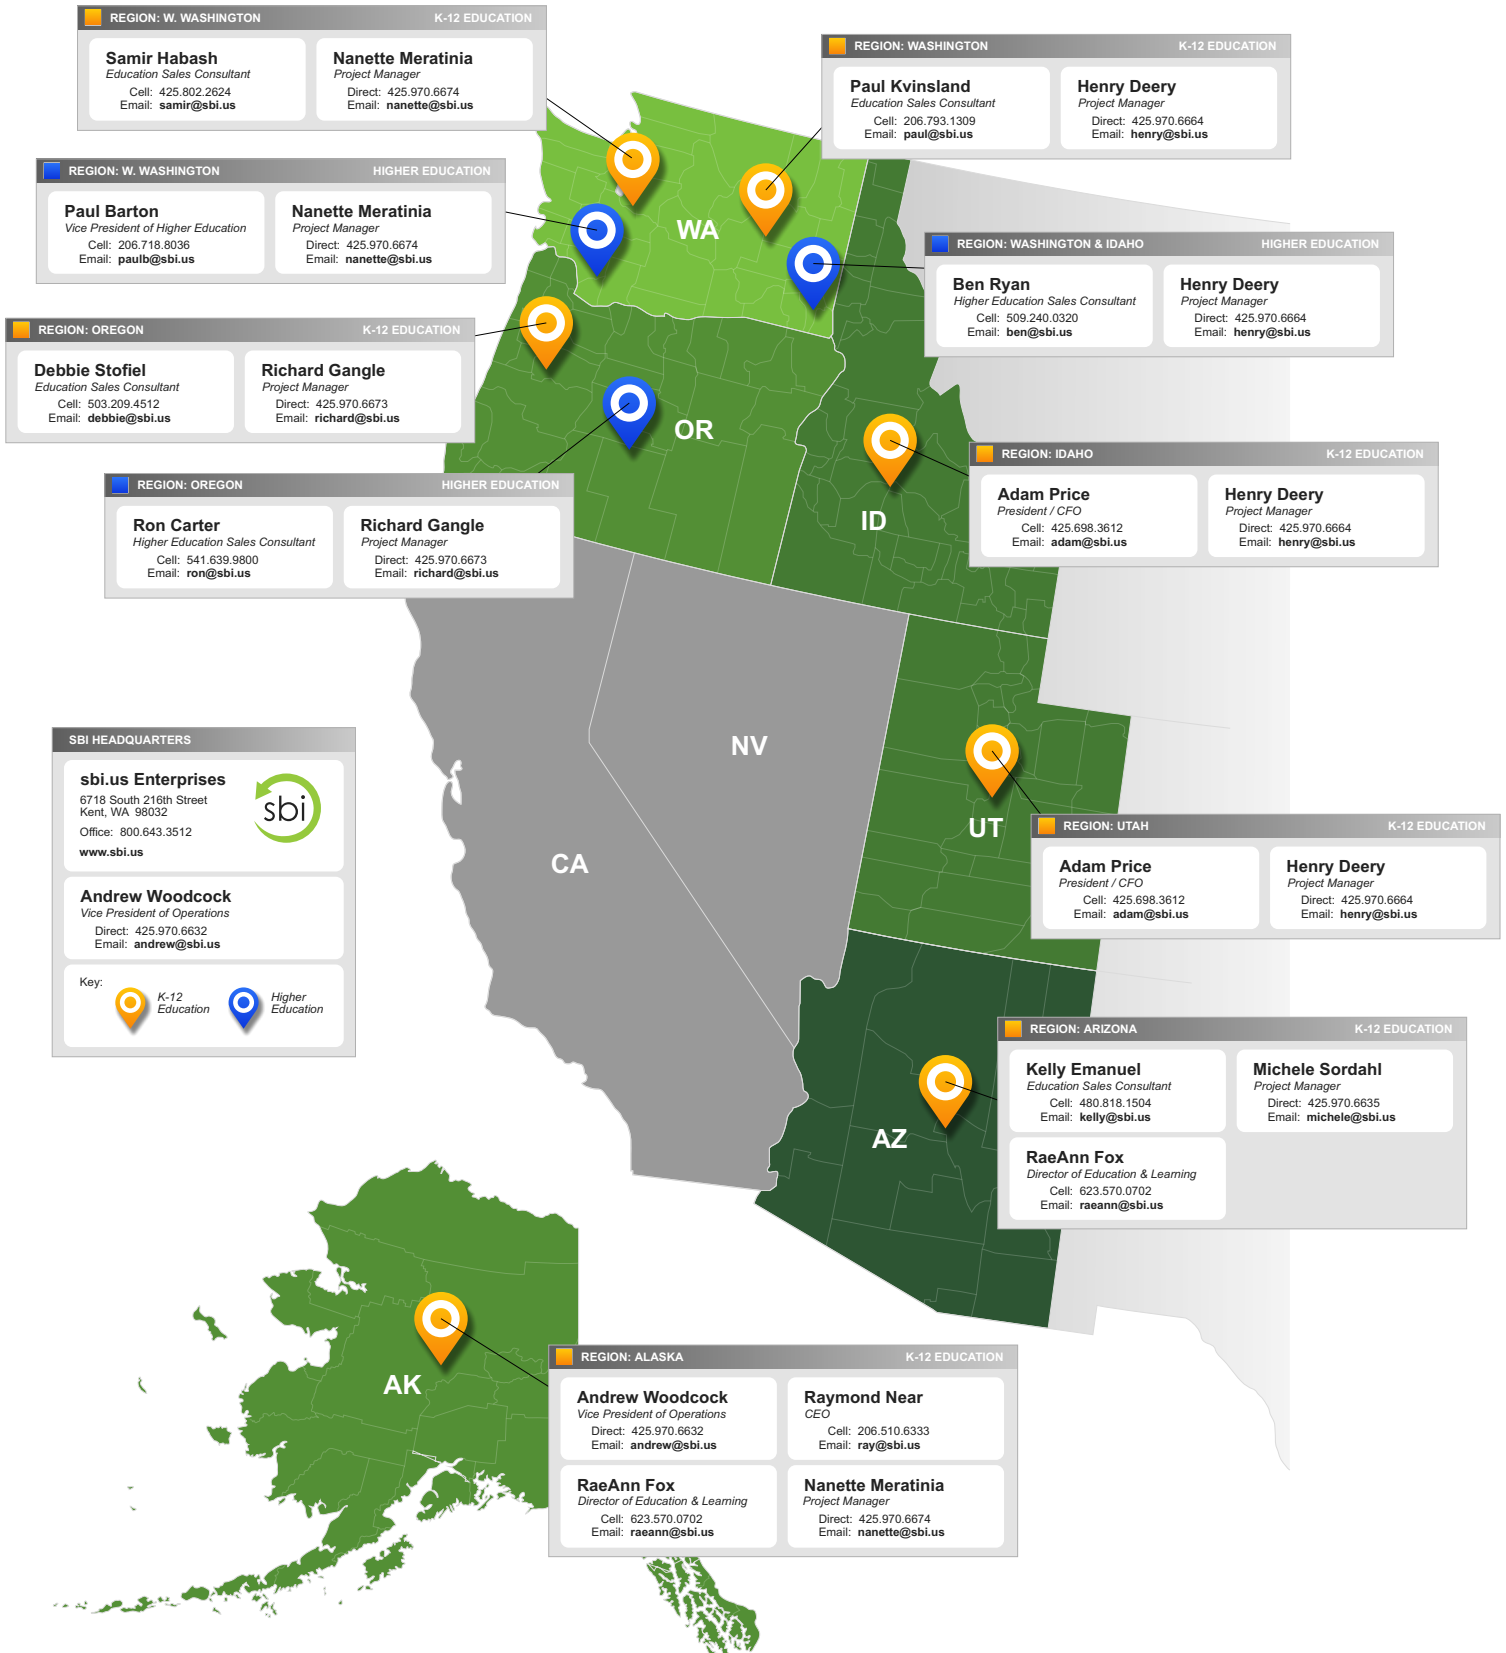 REGION: W. WASHINGTON K-12 EDUCATION
Samir Habash
Education Sales Consultant
Cell: 425.802.2624
Email: samir@sbi.us
Nanette Meratinia
Project Manager
Direct: 425.970.6674
Email: nanette@sbi.us
REGION: WASHINGTON K-12 EDUCATION
Paul Kvinsland
Education Sales Consultant
Cell: 206.793.1309
Email: paul@sbi.us
Henry Deery
Project Manager
Direct: 425.970.6664
Email: henry@sbi.us
REGION: W. WASHINGTON HIGHER EDUCATION
Paul Barton
Vice President of Higher Education
Cell: 206.718.8036
Email: paulb@sbi.us
Nanette Meratinia
Project Manager
Direct: 425.970.6674
Email: nanette@sbi.us
WA
REGION: WASHINGTON & IDAHO HIGHER EDUCATION
Ben Ryan
Higher Education Sales Consultant
Cell: 509.240.0320
Email: ben@sbi.us
Henry Deery
Project Manager
Direct: 425.970.6664
Email: henry@sbi.us
REGION: OREGON K-12 EDUCATION
Debbie Stofiel
Education Sales Consultant
Cell: 503.209.4512
Email: debbie@sbi.us
Richard Gangle
Project Manager
Direct: 425.970.6673
Email: richard@sbi.us
OR
REGION: IDAHO K-12 EDUCATION
Adam Price
President / CFO
Cell: 425.698.3612
Email: adam@sbi.us
Henry Deery
Project Manager
Direct: 425.970.6664
Email: henry@sbi.us
ID
REGION: OREGON HIGHER EDUCATION
Ron Carter
Higher Education Sales Consultant
Cell: 541.639.9800
Email: ron@sbi.us
Richard Gangle
Project Manager
Direct: 425.970.6673
Email: richard@sbi.us
NV
CA
UT
SBI HEADQUARTERS
sbi.us Enterprises
6718 South 216th Street
Kent, WA 98032
Office: 800.643.3512
www.sbi.us
sbi
Andrew Woodcock
Vice President of Operations
Direct: 425.970.6632
Email: andrew@sbi.us
Key:
K-12
Education
Higher
Education
REGION: UTAH K-12 EDUCATION
Adam Price
President / CFO
Cell: 425.698.3612
Email: adam@sbi.us
Henry Deery
Project Manager
Direct: 425.970.6664
Email: henry@sbi.us
REGION: ARIZONA K-12 EDUCATION
Kelly Emanuel
Education Sales Consultant
Cell: 480.818.1504
Email: kelly@sbi.us
Michele Sordahl
Project Manager
Direct: 425.970.6635
Email: michele@sbi.us
RaeAnn Fox
Director of Education & Learning
Cell: 623.570.0702
Email: raeann@sbi.us
AZ
AK
REGION: ALASKA K-12 EDUCATION
Andrew Woodcock
Vice President of Operations
Direct: 425.970.6632
Email: andrew@sbi.us
Raymond Near
CEO
Cell: 206.510.6333
Email: ray@sbi.us
RaeAnn Fox
Director of Education & Learning
Cell: 623.570.0702
Email: raeann@sbi.us
Nanette Meratinia
Project Manager
Direct: 425.970.6674
Email: nanette@sbi.us